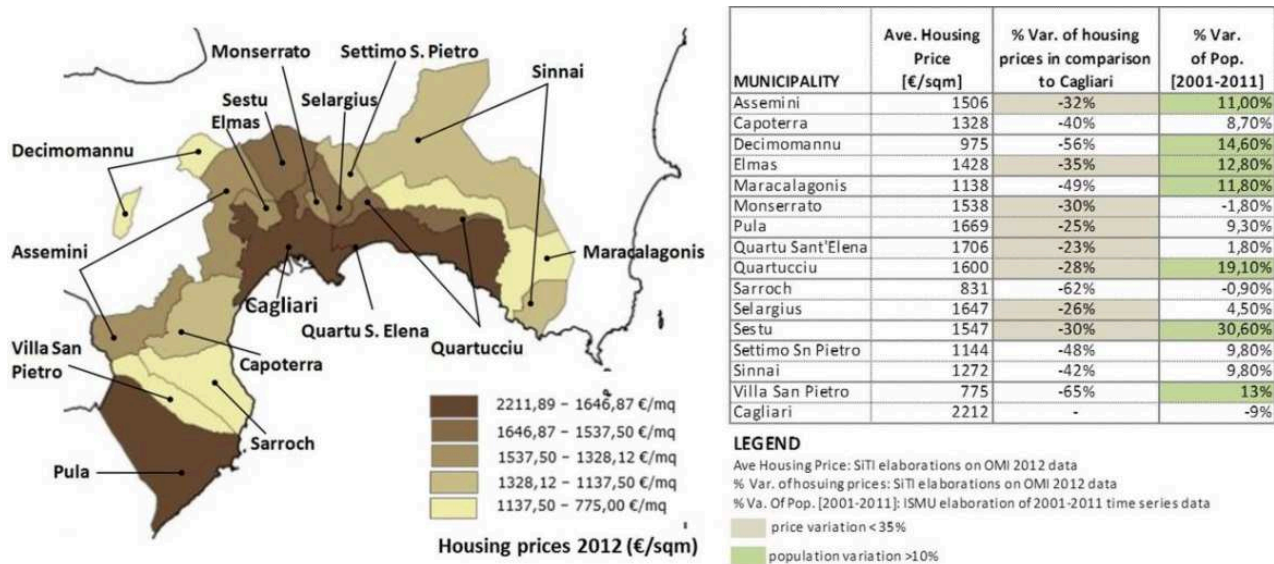 Monserrato
Settimo S. Pietro
Sinnai
Sestu
Selargius
Elmas
Decimomannu
Assemini
Maracalagonis
Cagliari
Quartu S. Elena
Quartucciu
Villa San
Pietro
Capoterra
Sarroch
Pula
2211,89 – 1646,87 €/mq
1646,87 – 1537,50 €/mq
1537,50 – 1328,12 €/mq
1328,12 – 1137,50 €/mq
1137,50 – 775,00 €/mq
Housing prices 2012 (€/sqm)
MUNICIPALITY Ave. Housing Price [€/sqm] % Var. of housing prices in comparison to Cagliari % Var. of Pop. [2001-2011]
Assemini 1506 -32% 11,00%
Capoterra 1328 -40% 8,70%
Decimomannu 975 -56% 14,60%
Elmas 1428 -35% 12,80%
Maracalagonis 1138 -49% 11,80%
Monserrato 1538 -30% -1,80%
Pula 1669 -25% 9,30%
Quartu Sant'Elena 1706 -23% 1,80%
Quartucciu 1600 -28% 19,10%
Sarroch 831 -62% -0,90%
Selargius 1647 -26% 4,50%
Sestu 1547 -30% 30,60%
Settimo Sn Pietro 1144 -48% 9,80%
Sinnai 1272 -42% 9,80%
Villa San Pietro 775 -65% 13%
Cagliari 2212 - -9%
LEGEND
Ave Housing Price: SiTI elaborations on OMI 2012 data
% Var. of hosuing prices: SiTI elaborations on OMI 2012 data
% Va. Of Pop. [2001-2011]: ISMU elaboration of 2001-2011 time series data
price variation <35%
population variation >10%